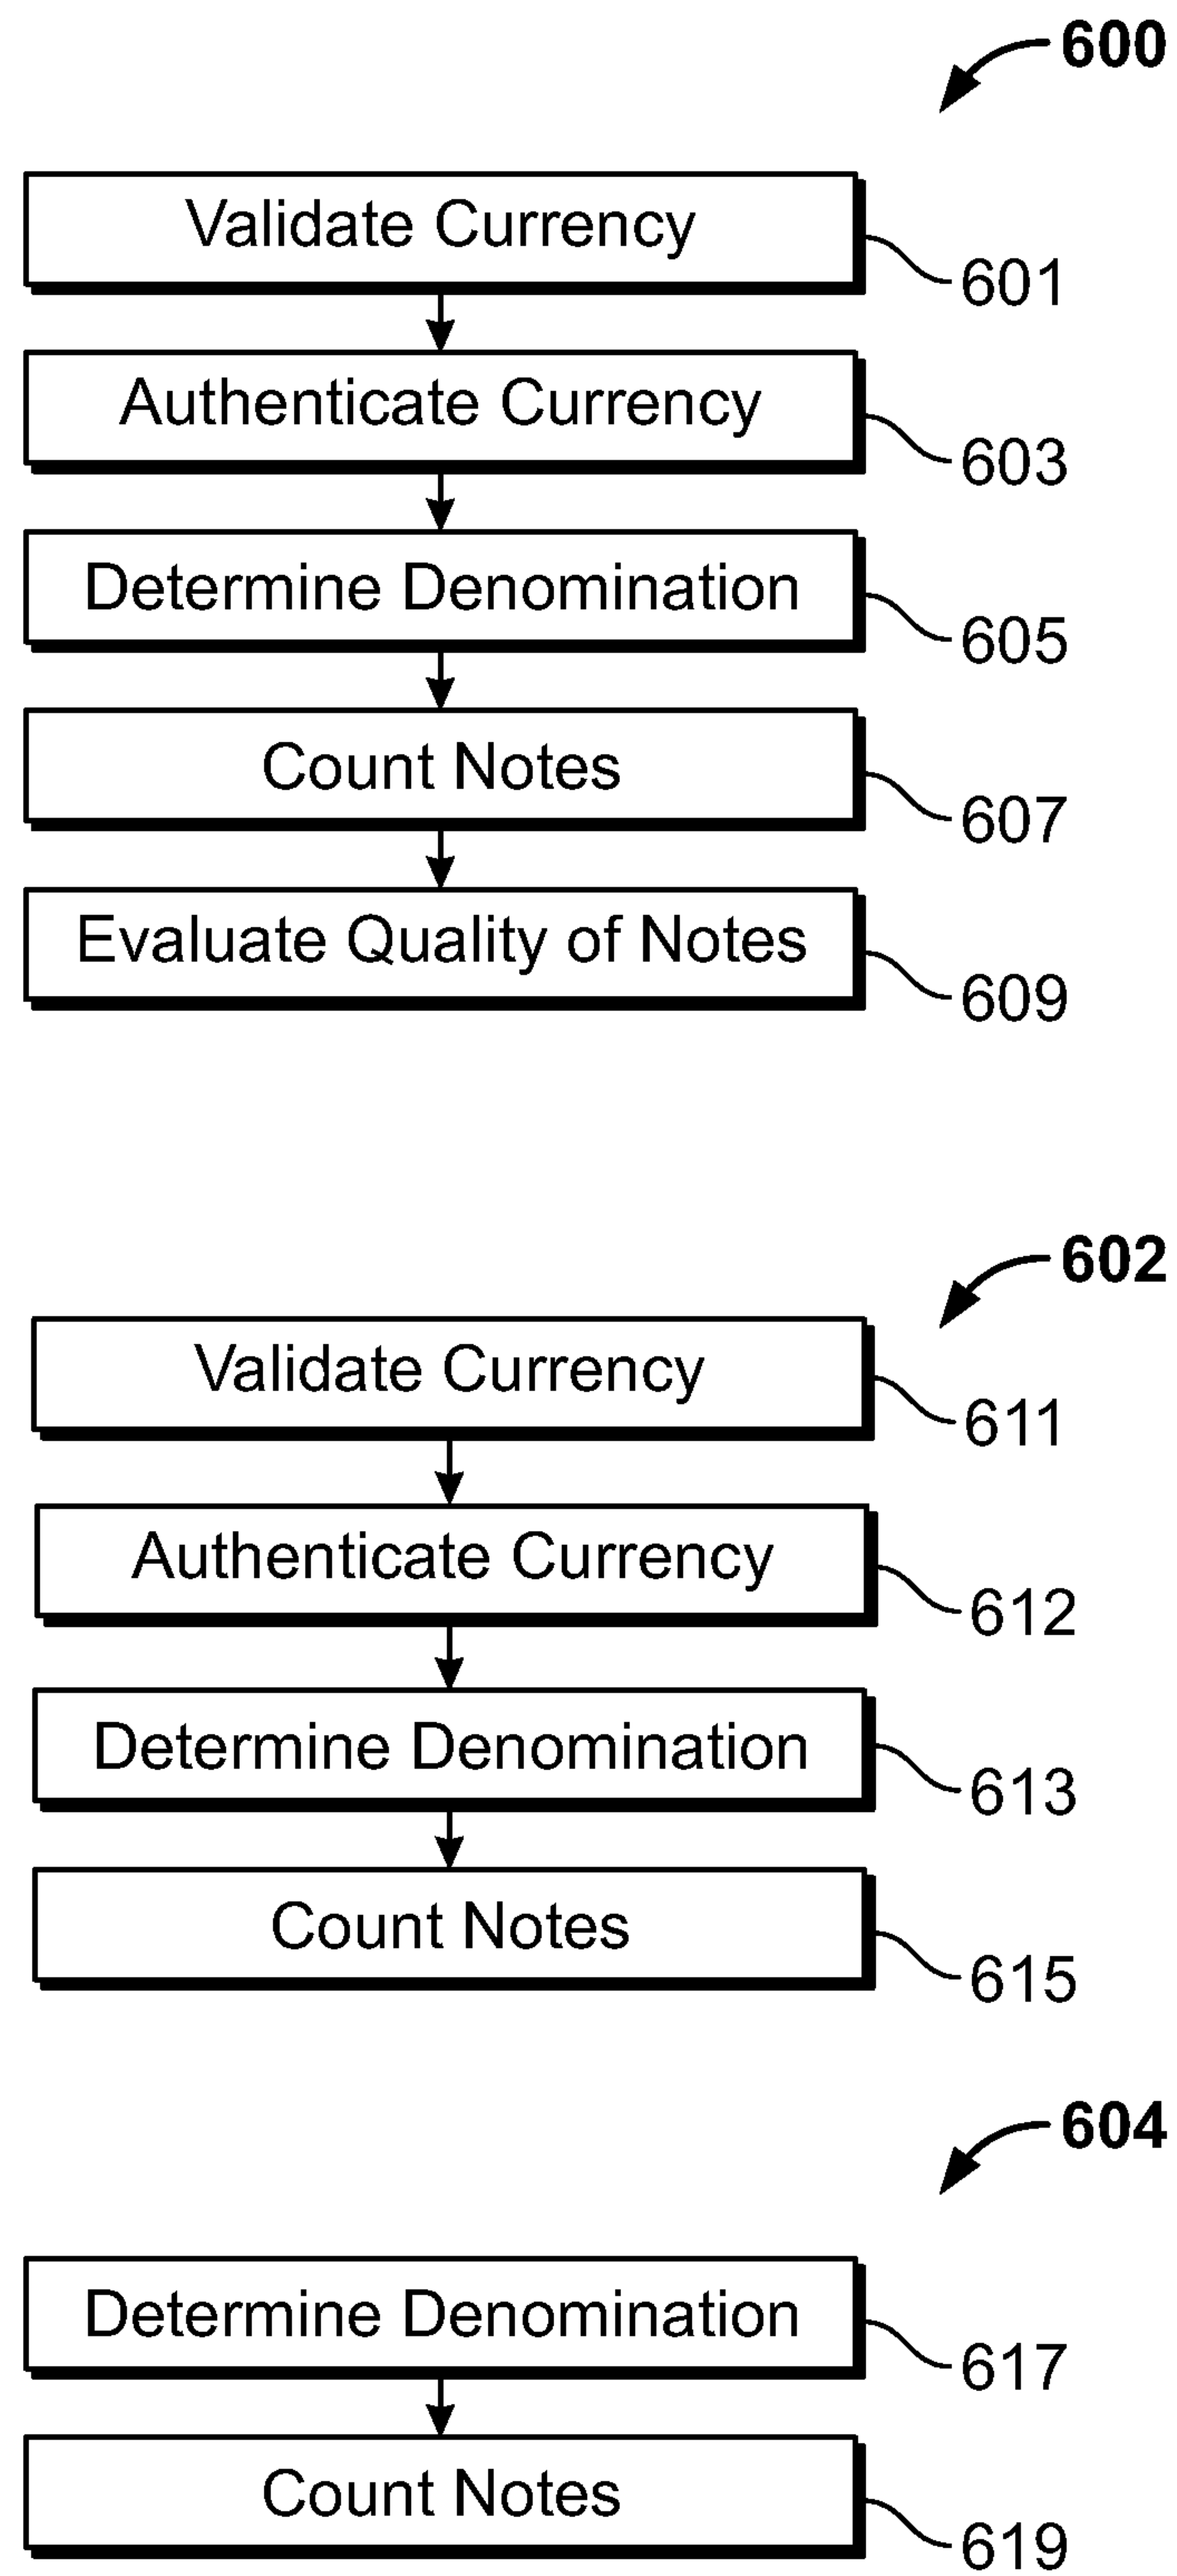 600
Validate Currency
601
Authenticate Currency
603
Determine Denomination
605
Count Notes
607
Evaluate Quality of Notes
609
602
Validate Currency
611
Authenticate Currency
612
Determine Denomination
613
Count Notes
615
604
Determine Denomination
617
Count Notes
619